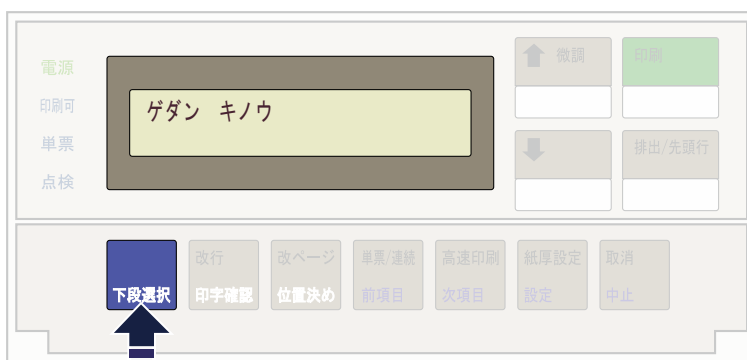 電源
印刷可
単票
点検
ゲダン キノウ
微調
印刷
排出/先頭行
下段選択
改行
印字確認
改ページ
位置決め
単票/連続
前項目
高速印刷
次項目
紙厚設定
設定
取消
中止